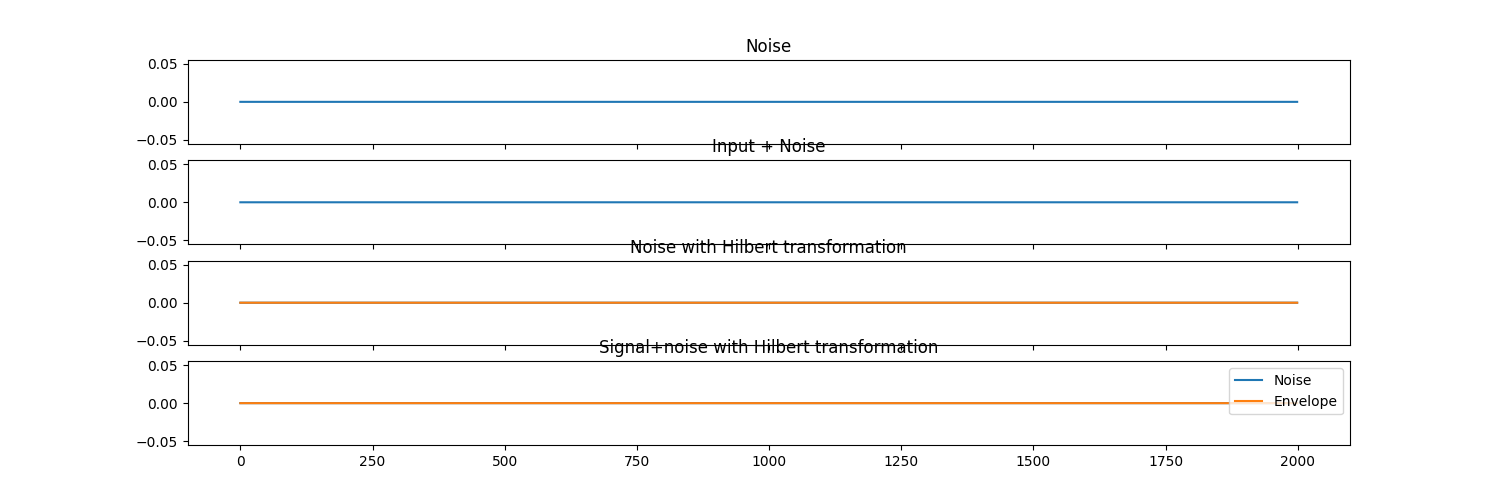 Noise
0.05
0.00
−0.05
Input + Noise
0.05
0.00
−0.05
Noise with Hilbert transformation
0.05
0.00
−0.05
Signal+noise with Hilbert transformation
0.05
0.00
−0.05
Noise
Envelope
0 250 500 750 1000 1250 1500 1750 2000